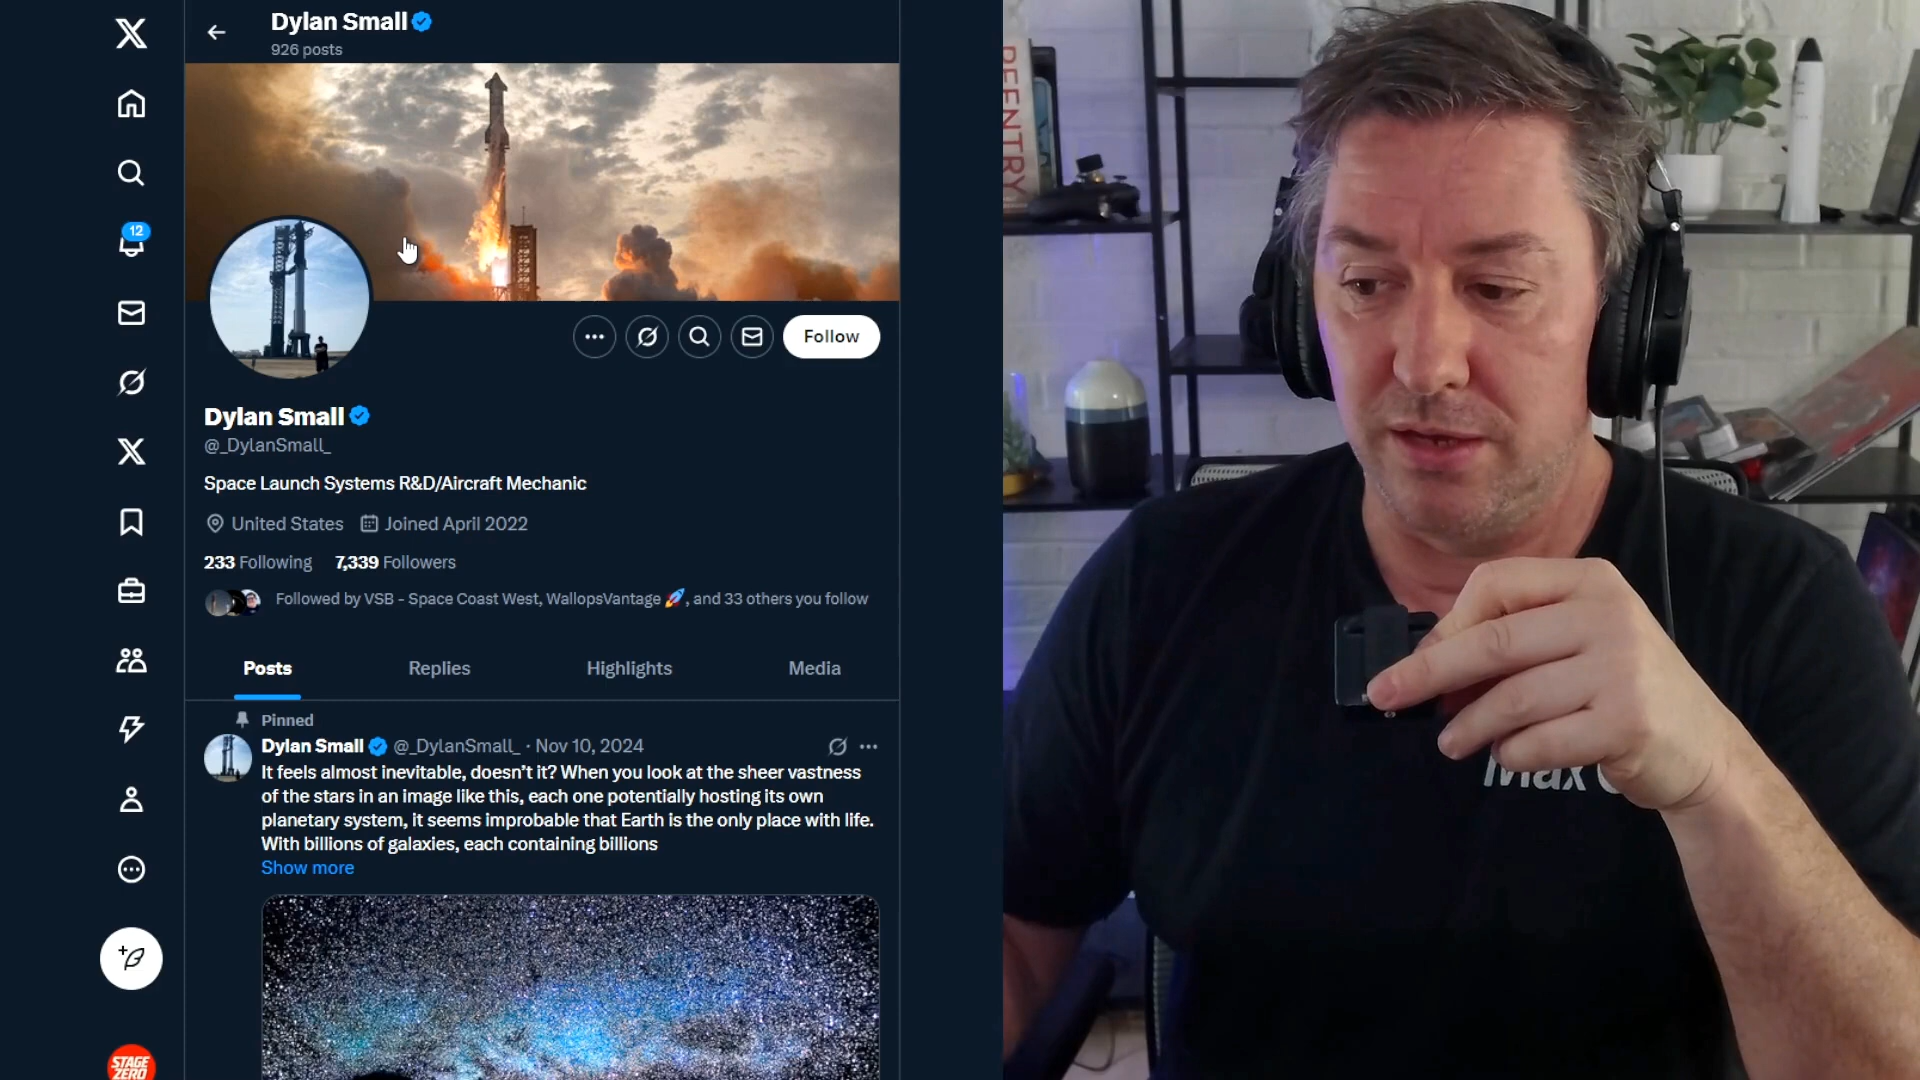 Dylan Small
926 posts
12
Follow
Dylan Small
@_DylanSmall_
Space Launch Systems R&D/Aircraft Mechanic
United States Joined April 2022
233 Following 7,339 Followers
Followed by VSB - Space Coast West, WallopsVantage 🚀, and 33 others you follow
Posts Replies Highlights Media
Pinned
Dylan Small @_DylanSmall_ · Nov 10, 2024
It feels almost inevitable, doesn't it? When you look at the sheer vastness
of the stars in an image like this, each one potentially hosting its own
planetary system, it seems improbable that Earth is the only place with life.
With billions of galaxies, each containing billions
Show more
STAGE
ZERO
REENTRY
Max